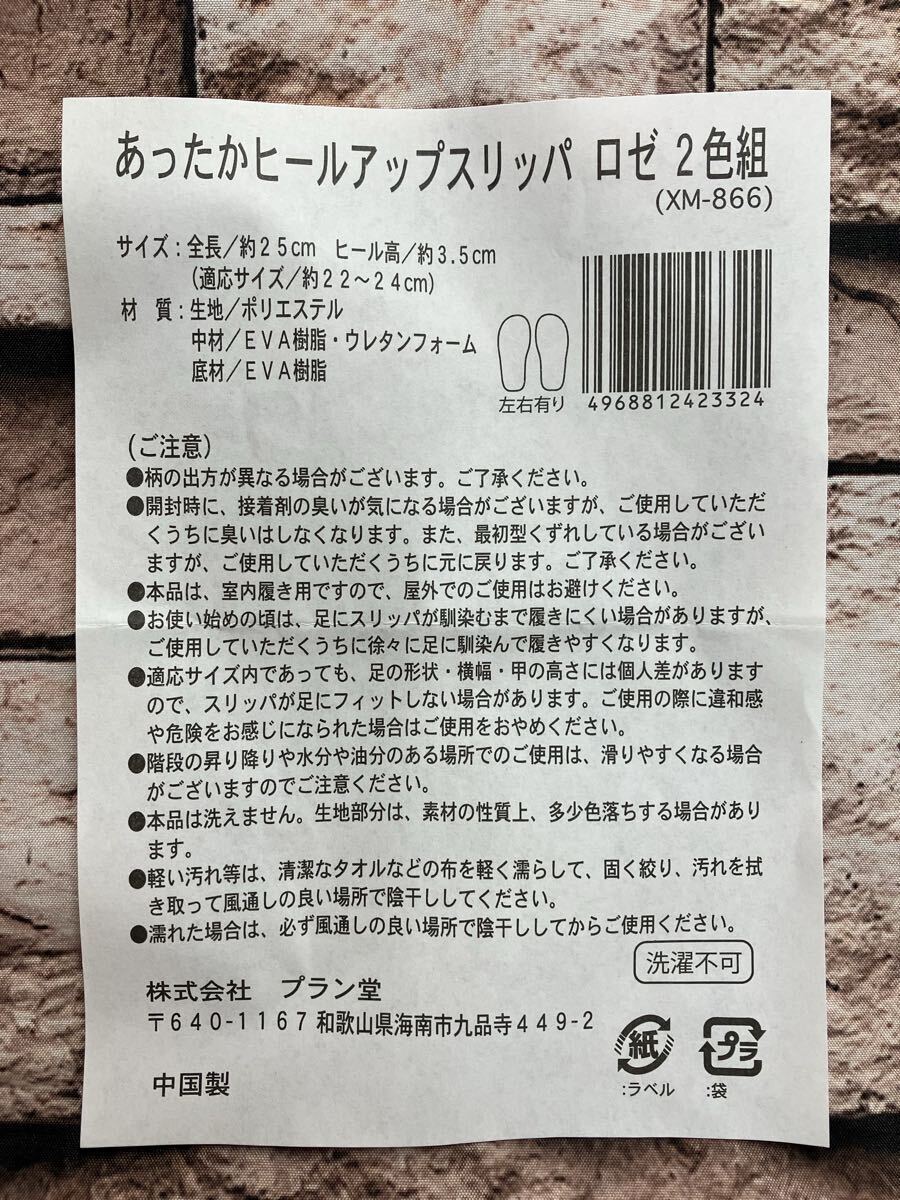 あったかヒールアップスリッパ ロゼ 2色組
(XM-866)
サイズ：全長／約25cm ヒール高／約3.5cm
(適応サイズ／約22〜24cm)
材　質：生地／ポリエステル
中材／EVA樹脂・ウレタンフォーム
底材／EVA樹脂
左右有り
4968812423324
(ご注意)
●柄の出方が異なる場合がございます。ご了承ください。
●開封時に、接着剤の臭いが気になる場合がございますが、ご使用していただ
くうちに臭いはしなくなります。また、最初型くずれしている場合がござい
ますが、ご使用していただくうちに元に戻ります。ご了承ください。
●本品は、室内履き用ですので、屋外でのご使用はお避けください。
●お使い始めの頃は、足にスリッパが馴染むまで履きにくい場合がありますが、
ご使用していただくうちに徐々に足に馴染んで履きやすくなります。
●適応サイズ内であっても、足の形状・横幅・甲の高さには個人差があります
ので、スリッパが足にフィットしない場合があります。ご使用の際に違和感
や危険をお感じになられた場合はご使用をおやめください。
●階段の昇り降りや水分や油分のある場所でのご使用は、滑りやすくなる場合
がございますのでご注意ください。
●本品は洗えません。生地部分は、素材の性質上、多少色落ちする場合があり
ます。
●軽い汚れ等は、清潔なタオルなどの布を軽く濡らして、固く絞り、汚れを拭
き取って風通しの良い場所で陰干ししてください。
●濡れた場合は、必ず風通しの良い場所で陰干ししてからご使用ください。
洗濯不可
株式会社　プラン堂
〒640-1167 和歌山県海南市九品寺449-2
中国製
紙
:ラベル
プラ
:袋